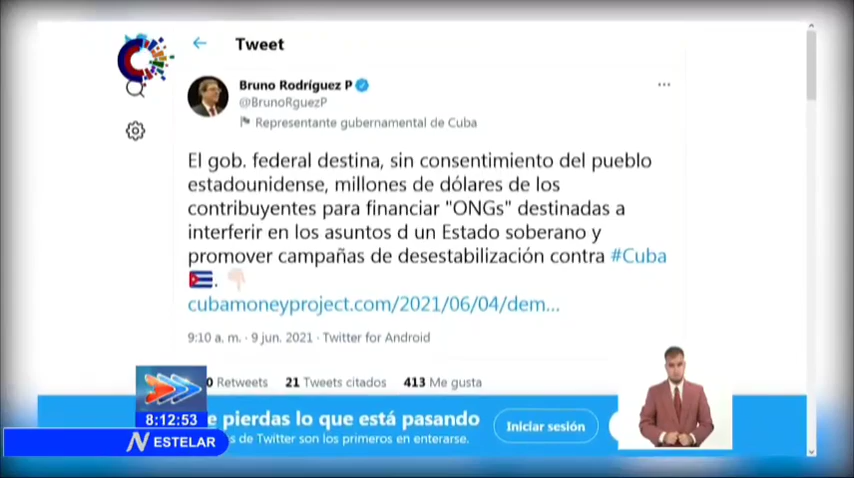 Tweet
Bruno Rodríguez P
@BrunoRguezP
Representante gubernamental de Cuba
El gob. federal destina, sin consentimiento del pueblo
estadounidense, millones de dólares de los
contribuyentes para financiar "ONGs" destinadas a
interferir en los asuntos d un Estado soberano y
promover campañas de desestabilización contra #Cuba
.
cubamoneyproject.com/2021/06/04/dem...
9:10 a. m. · 9 jun. 2021 · Twitter for Android
0 Retweets 21 Tweets citados 413 Me gusta
e pierdas lo que está pasando
s de Twitter son los primeros en enterarse.
Iniciar sesión
8:12:53
N ESTELAR